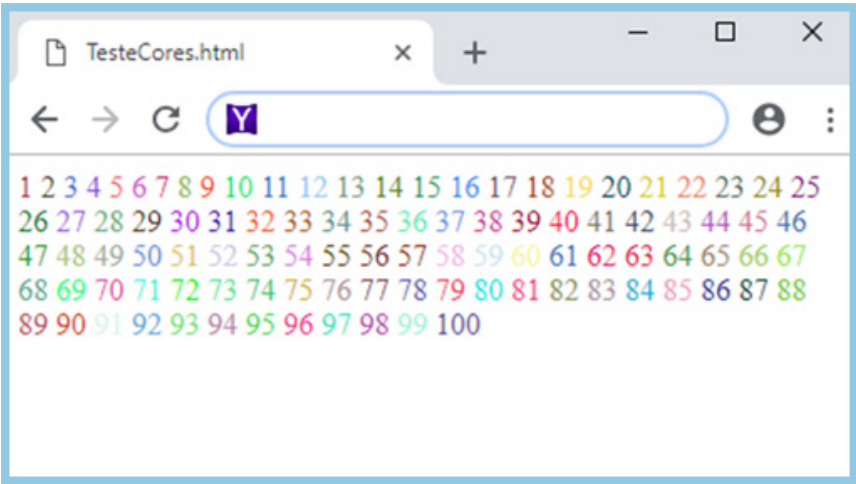 TesteCores.html
Y
1 2 3 4 5 6 7 8 9 10 11 12 13 14 15 16 17 18 19 20 21 22 23 24 25
26 27 28 29 30 31 32 33 34 35 36 37 38 39 40 41 42 43 44 45 46
47 48 49 50 51 52 53 54 55 56 57 58 59 60 61 62 63 64 65 66 67
68 69 70 71 72 73 74 75 76 77 78 79 80 81 82 83 84 85 86 87 88
89 90 91 92 93 94 95 96 97 98 99 100